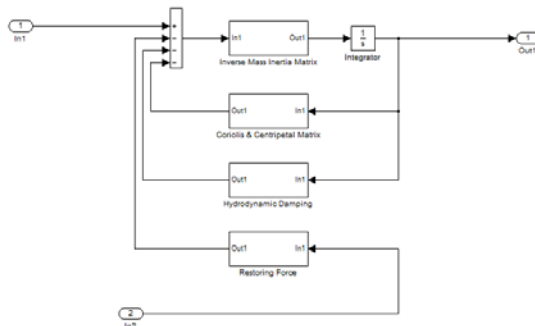 1
In1
+
−
−
−
In1 Out1
Inverse Mass Inertia Matrix
1
s
Integrator
1
Out1
Out1 In1
Coriolis & Centripetal Matrix
Out1 In1
Hydrodynamic Damping
Out1 In1
Restoring Force
2